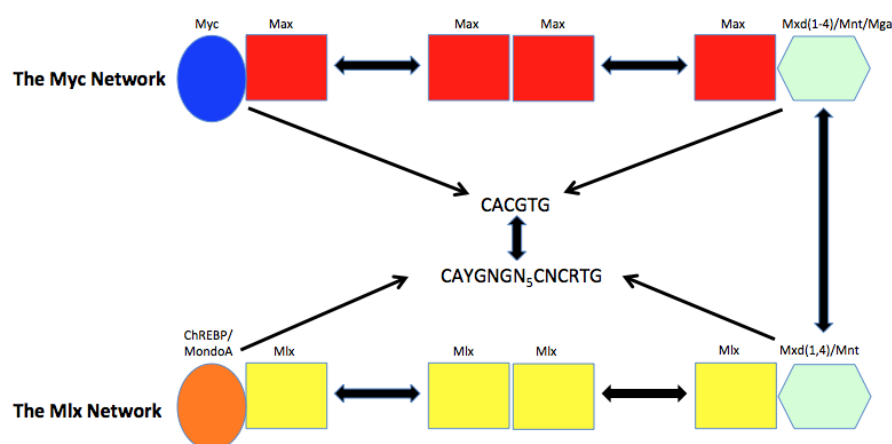 Myc
Max
Max
Max
Max
Mxd(1-4)/Mnt/Mga
The Myc Network
CACGTG
CAYGNGN5CNCRTG
ChREBP/
MondoA
Mlx
Mlx
Mlx
Mlx
Mxd(1,4)/Mnt
The Mlx Network